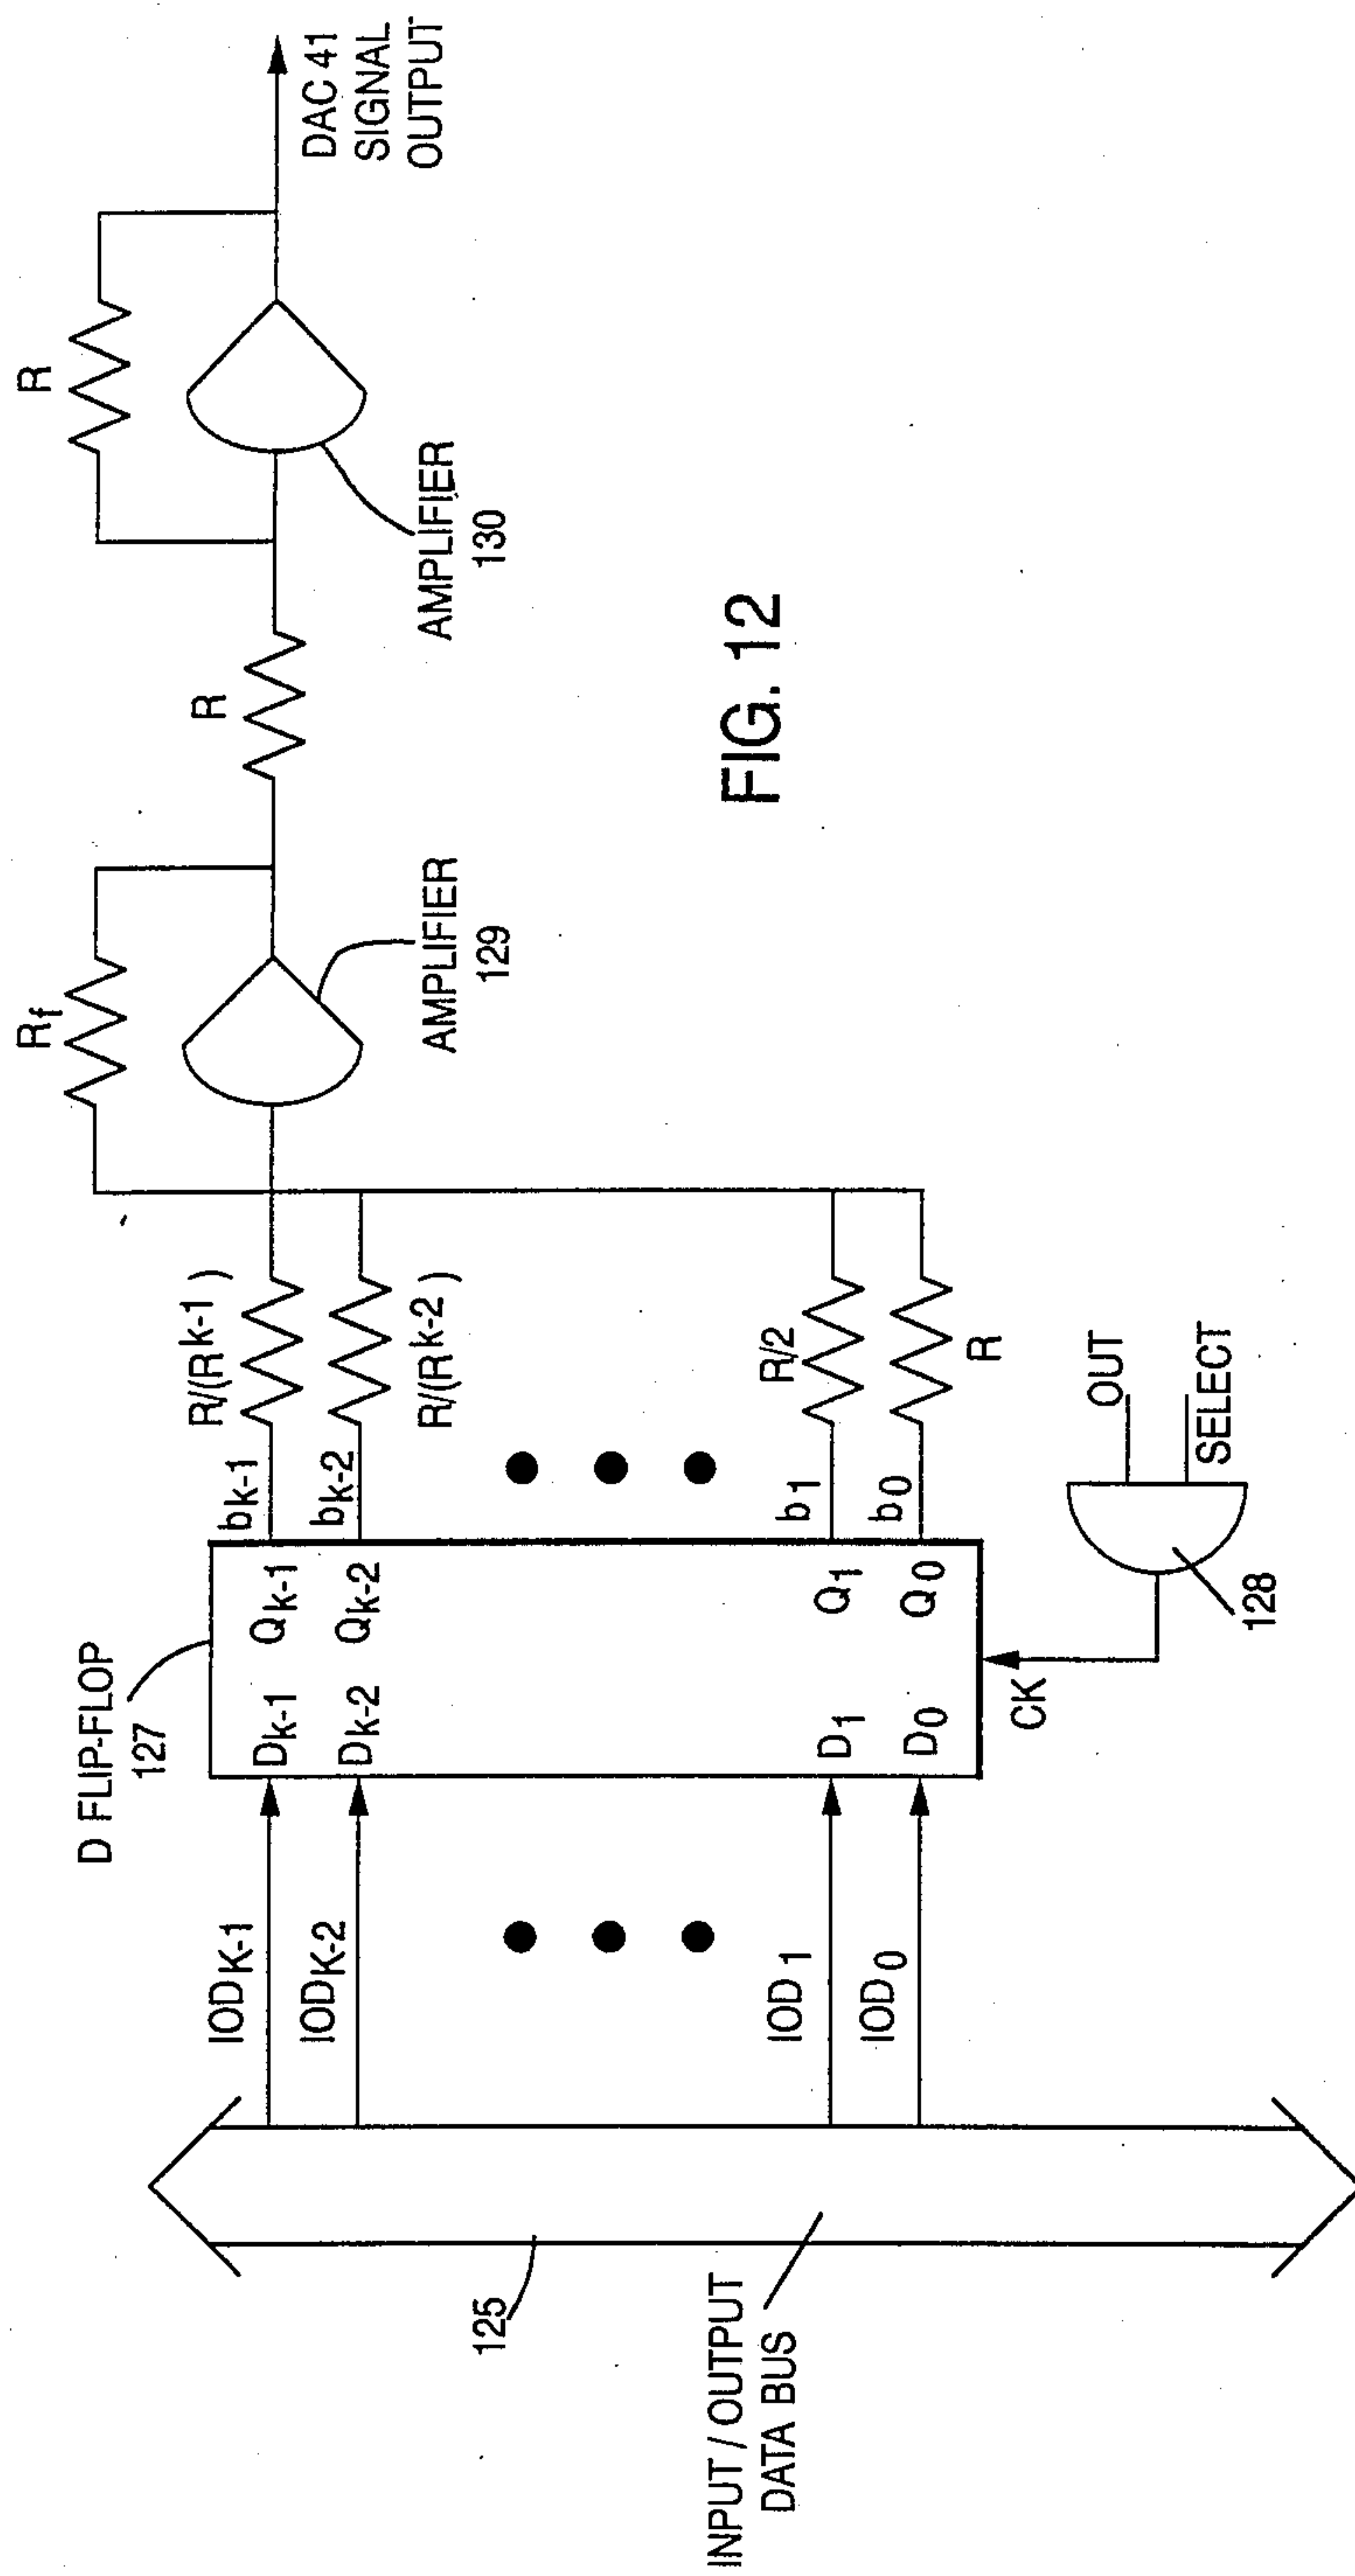 INPUT / OUTPUT
DATA BUS
125
IODK-1
IODK-2
IOD1
IOD0
D FLIP-FLOP
127
Dk-1 Qk-1
Dk-2 Qk-2
D1 Q1
D0 Q0
CK
128
OUT
SELECT
bk-1
bk-2
b1
b0
R/(Rk-1)
R/(Rk-2)
R/2
R
Rf
AMPLIFIER
129
R
R
AMPLIFIER
130
DAC 41
SIGNAL
OUTPUT
FIG. 12